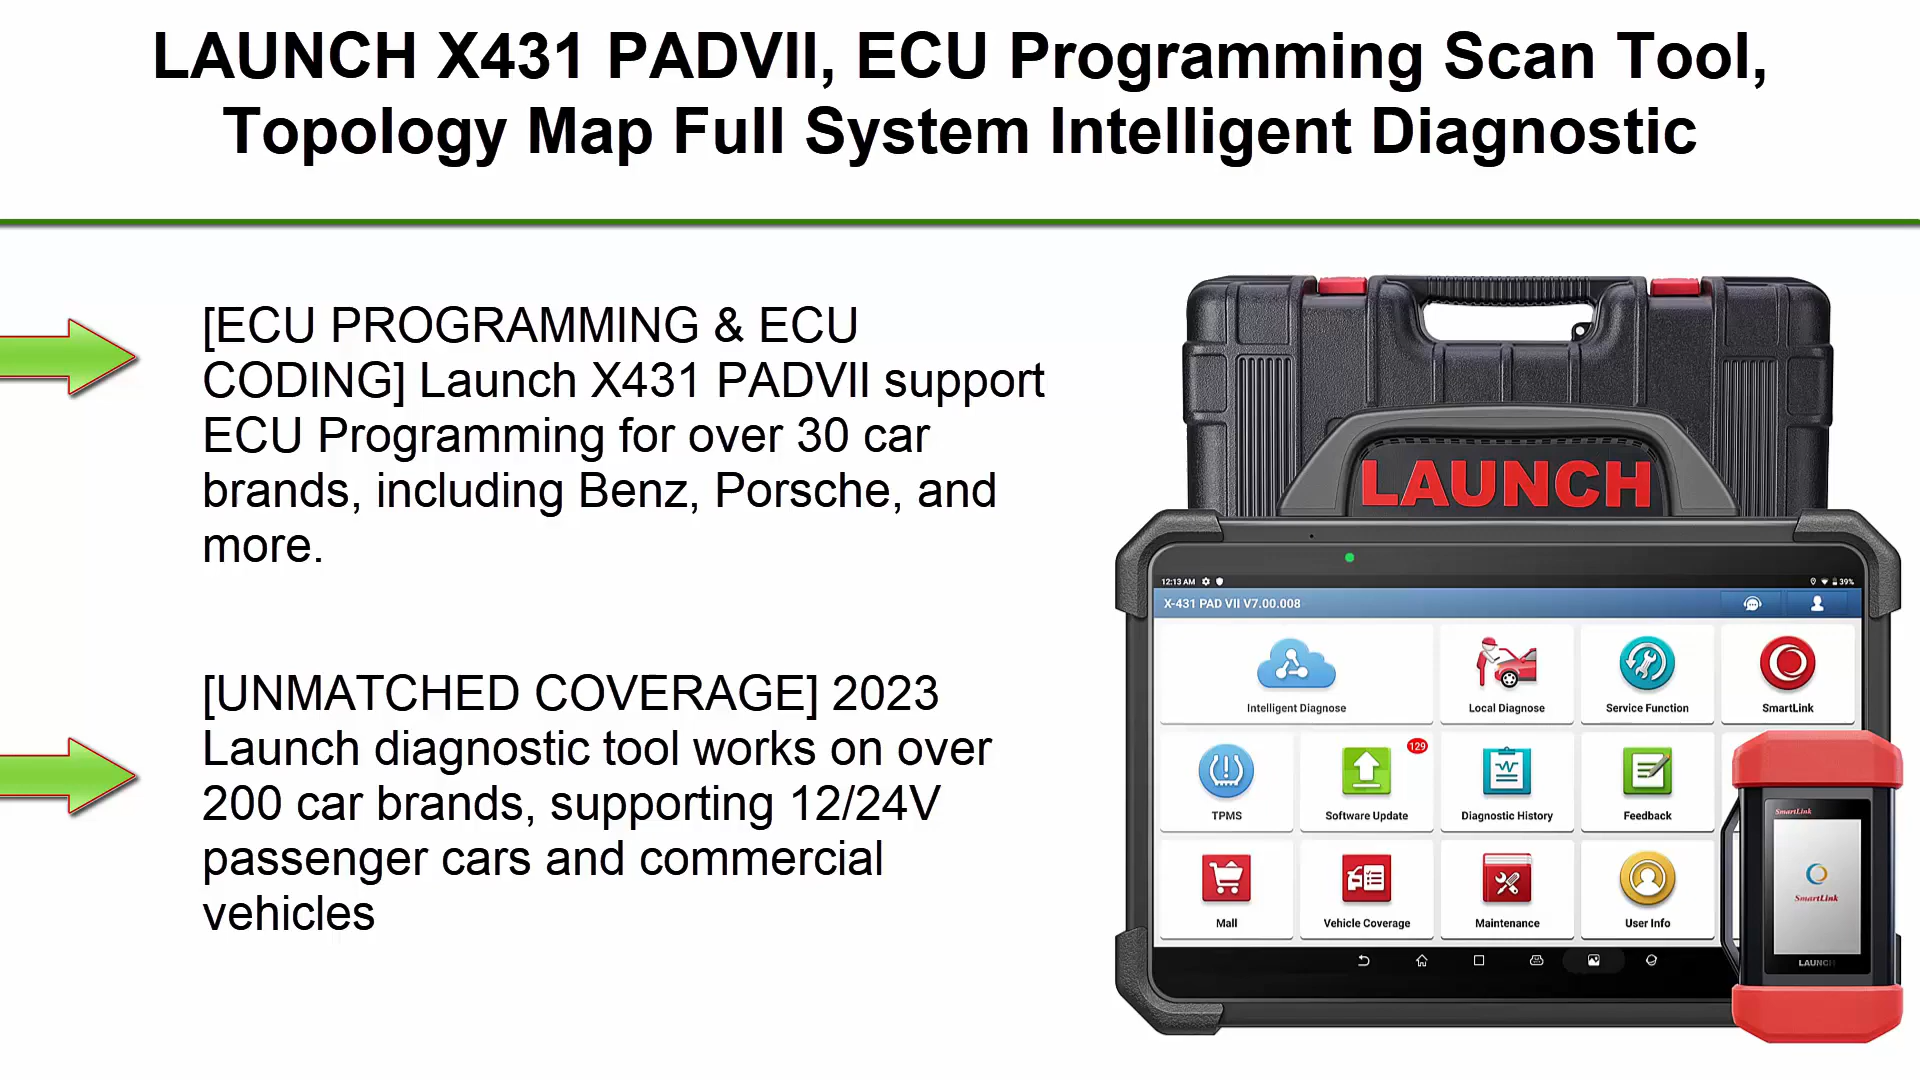 LAUNCH X431 PADVII, ECU Programming Scan Tool,
Topology Map Full System Intelligent Diagnostic
[ECU PROGRAMMING & ECU
CODING] Launch X431 PADVII support
ECU Programming for over 30 car
brands, including Benz, Porsche, and
more.
[UNMATCHED COVERAGE] 2023
Launch diagnostic tool works on over
200 car brands, supporting 12/24V
passenger cars and commercial
vehicles
LAUNCH
12:13 AM
39%
X-431 PAD VII V7.00.008
Intelligent Diagnose
Local Diagnose
Service Function
SmartLink
129
TPMS
Software Update
Diagnostic History
Feedback
Mall
Vehicle Coverage
Maintenance
User Info
SmartLink
SmartLink
LAUNCH